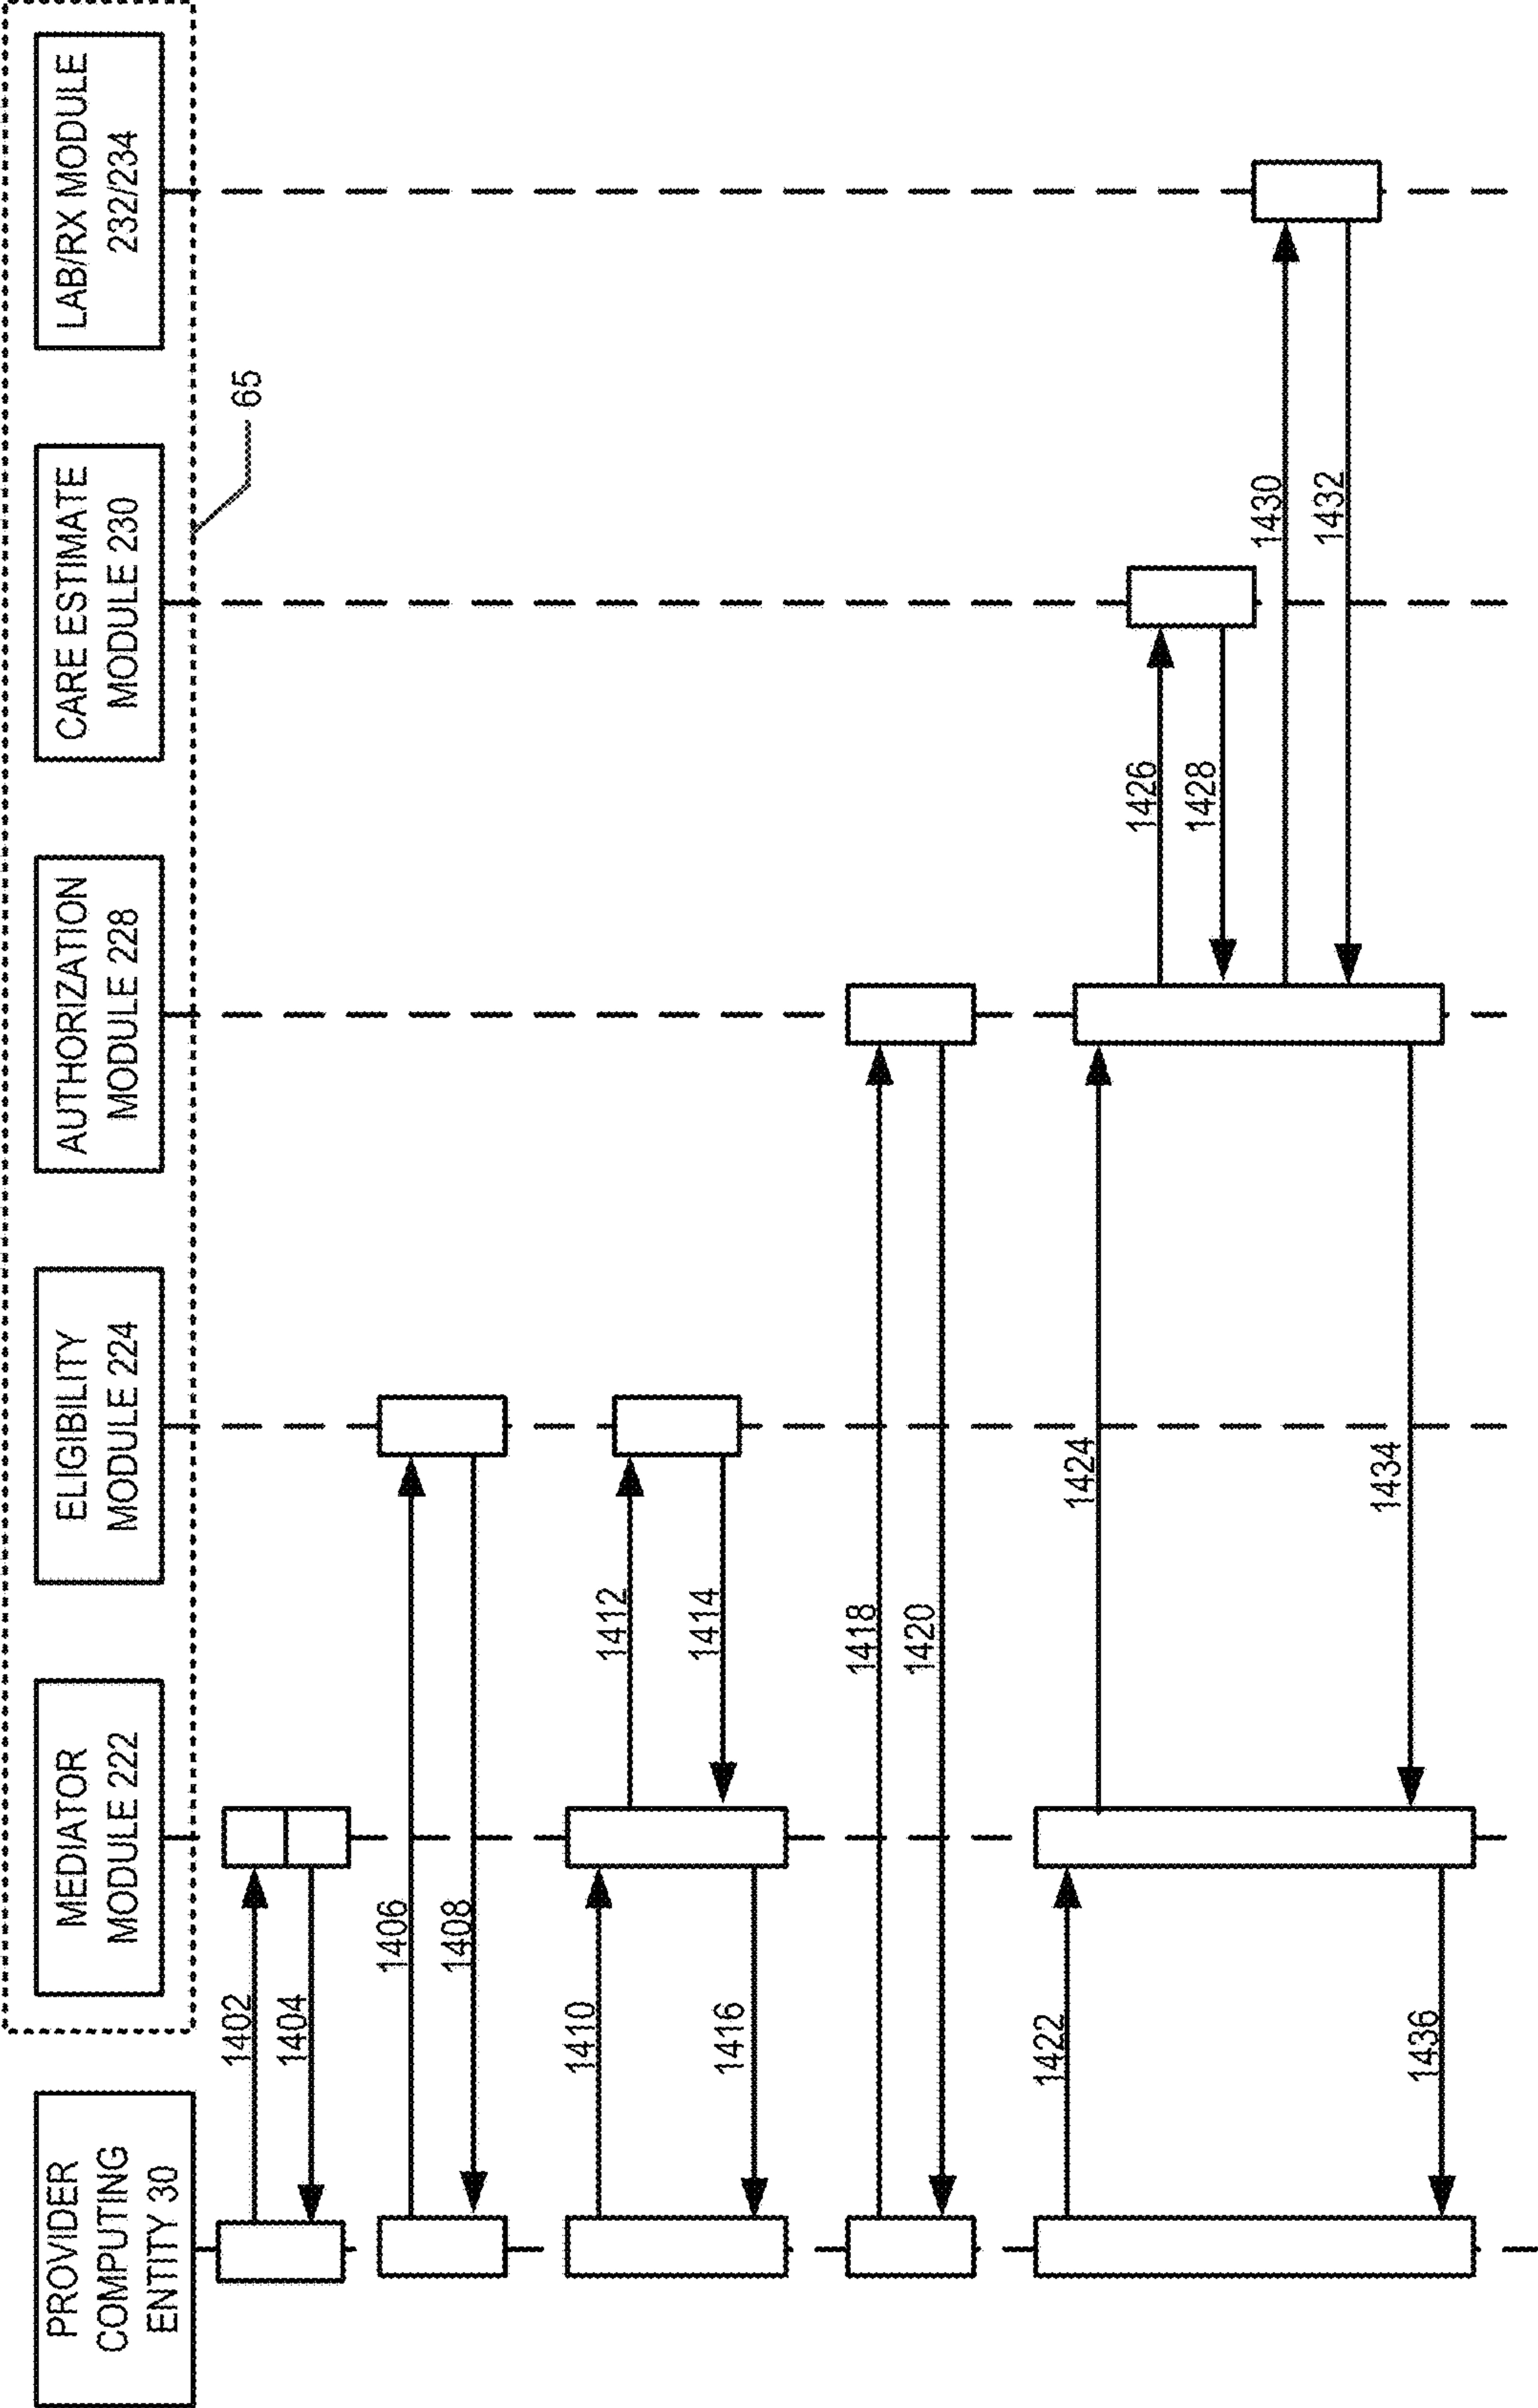 PROVIDER
COMPUTING
ENTITY 30
MEDIATOR
MODULE 222
ELIGIBILITY
MODULE 224
AUTHORIZATION
MODULE 228
CARE ESTIMATE
MODULE 230
LAB/RX MODULE
232/234
65
1402
1404
1406
1408
1410
1412
1414
1416
1418
1420
1422
1424
1426
1428
1430
1432
1434
1436